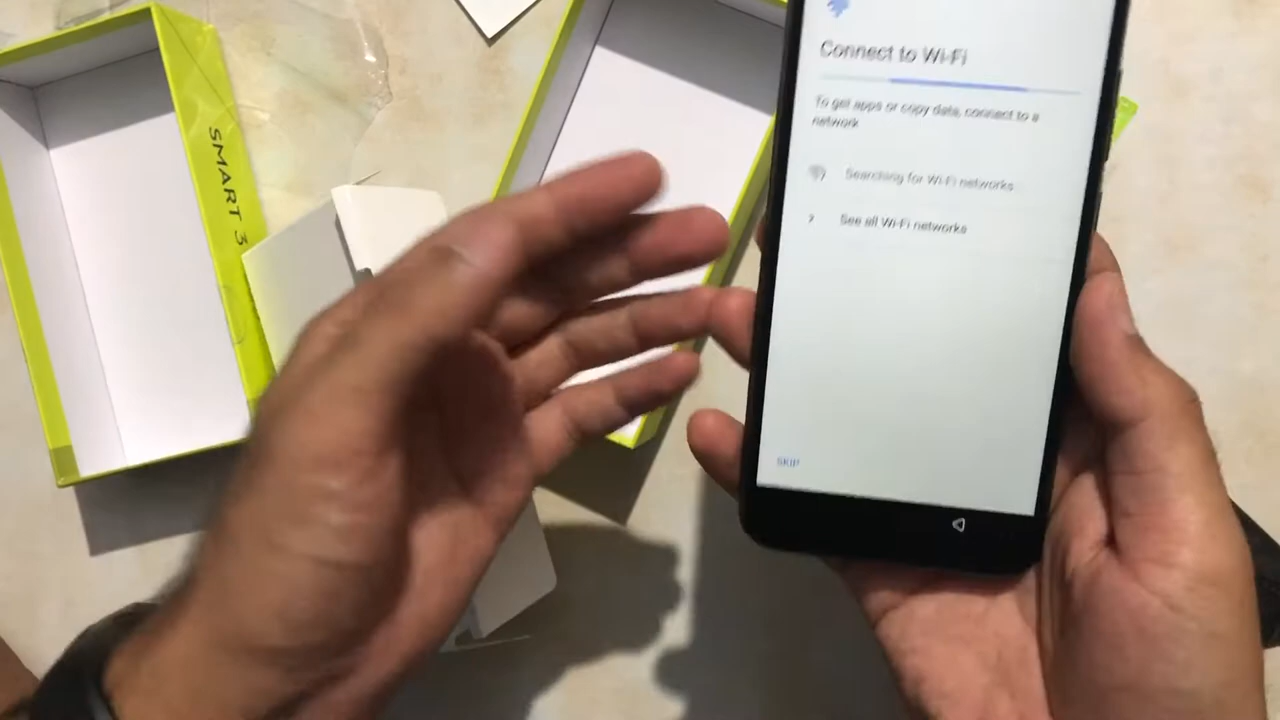 SMART 3
Connect to Wi-Fi
To get apps or copy data, connect to a
network
Searching for Wi-Fi networks
See all Wi-Fi networks
SKIP